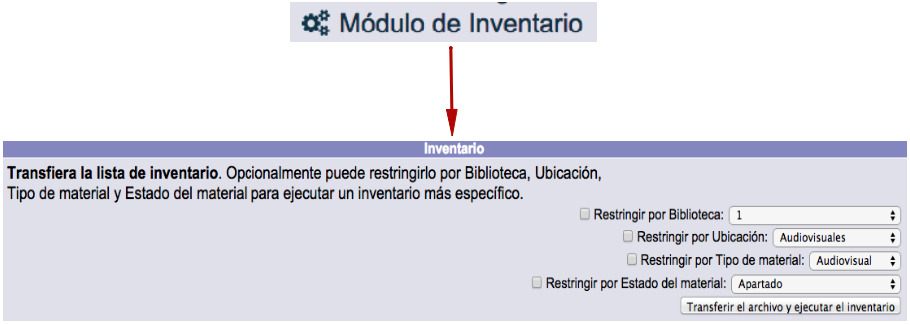 Módulo de Inventario
Inventario
Transfiera la lista de inventario. Opcionalmente puede restringirlo por Biblioteca, Ubicación,
Tipo de material y Estado del material para ejecutar un inventario más específico.
Restringir por Biblioteca: 1
Restringir por Ubicación: Audiovisuales
Restringir por Tipo de material: Audiovisual
Restringir por Estado del material: Apartado
Transferir el archivo y ejecutar el inventario